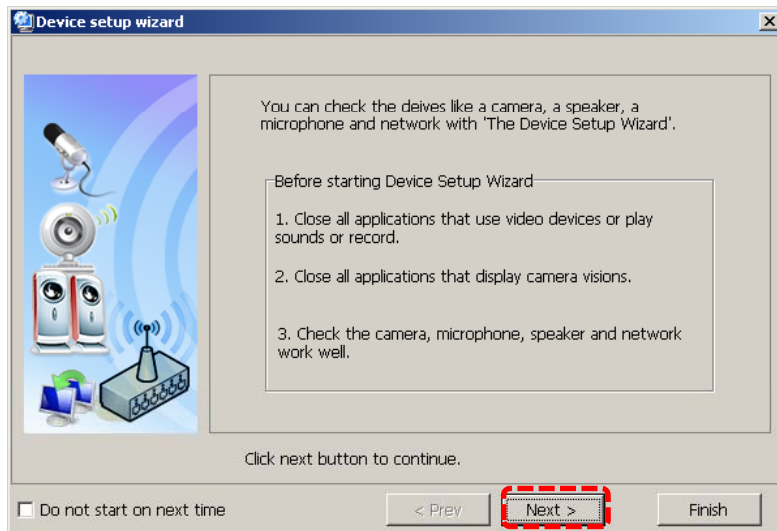 Device setup wizard
You can check the deives like a camera, a speaker, a
microphone and network with 'The Device Setup Wizard'.
Before starting Device Setup Wizard
1. Close all applications that use video devices or play
sounds or record.
2. Close all applications that display camera visions.
3. Check the camera, microphone, speaker and network
work well.
Click next button to continue.
Do not start on next time
< Prev
Next >
Finish